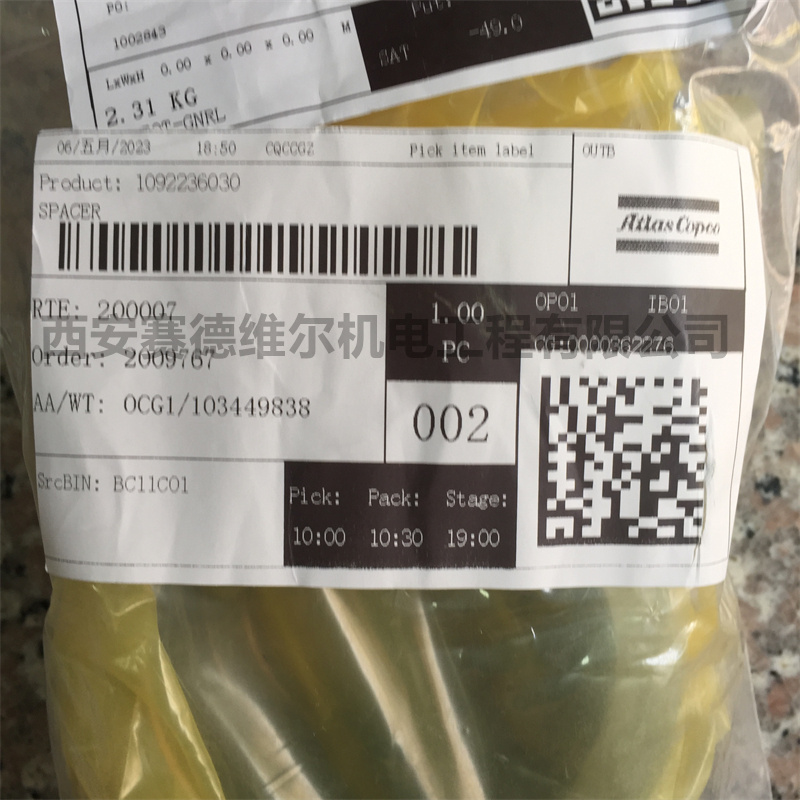 PO:
1002843
LxWxH 0.00 x 0.00 x 0.00 M
2.31 KG
=GNRL
SAT
-49.0
06/五月/2023 18:50 CQCCGZ Pick item label OUTB
Product: 1092236030
SPACER
Atlas Copco
RTE: 200007
1.00
PC
OP01 IB01
西安赛德维尔机电工程有限公司
Order: 2009767
AA/WT: OCG1/103449838
002
SrcBIN: BC11C01
Pick: Pack: Stage:
10:00 10:30 19:00